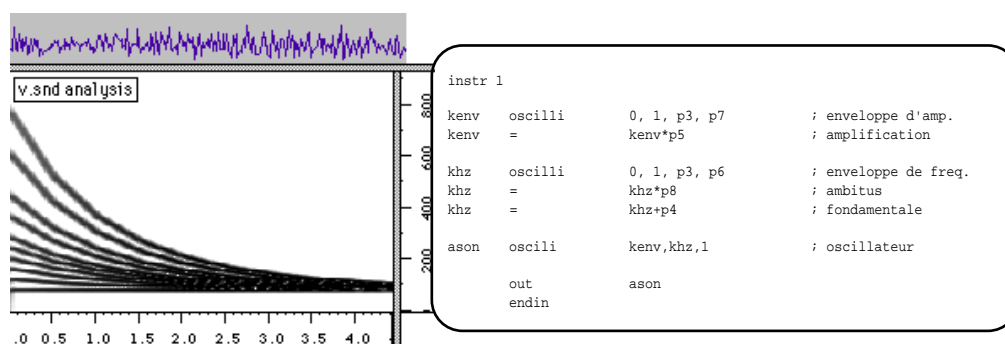 v.snd analysis
800
600
400
200
.0 0.5 1.0 1.5 2.0 2.5 3.0 3.5 4.0
instr 1
kenv oscilli 0, 1, p3, p7 ; enveloppe d'amp.
kenv = kenv*p5 ; amplification
khz oscilli 0, 1, p3, p6 ; enveloppe de freq.
khz = khz*p8 ; ambitus
khz = khz+p4 ; fondamentale
ason oscili kenv,khz,1 ; oscillateur
out ason
endin